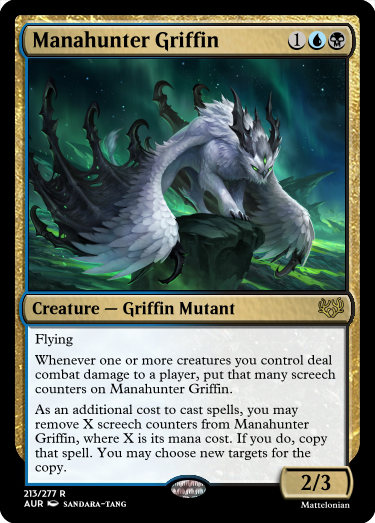 Manahunter Griffin 1
Creature — Griffin Mutant
Flying
Whenever one or more creatures you control deal
combat damage to a player, put that many screech
counters on Manahunter Griffin.
As an additional cost to cast spells, you may
remove X screech counters from Manahunter
Griffin, where X is its mana cost. If you do, copy
that spell. You may choose new targets for the
copy.
2/3
213/277 R
AUR SANDARA-TANG
Mattelonian